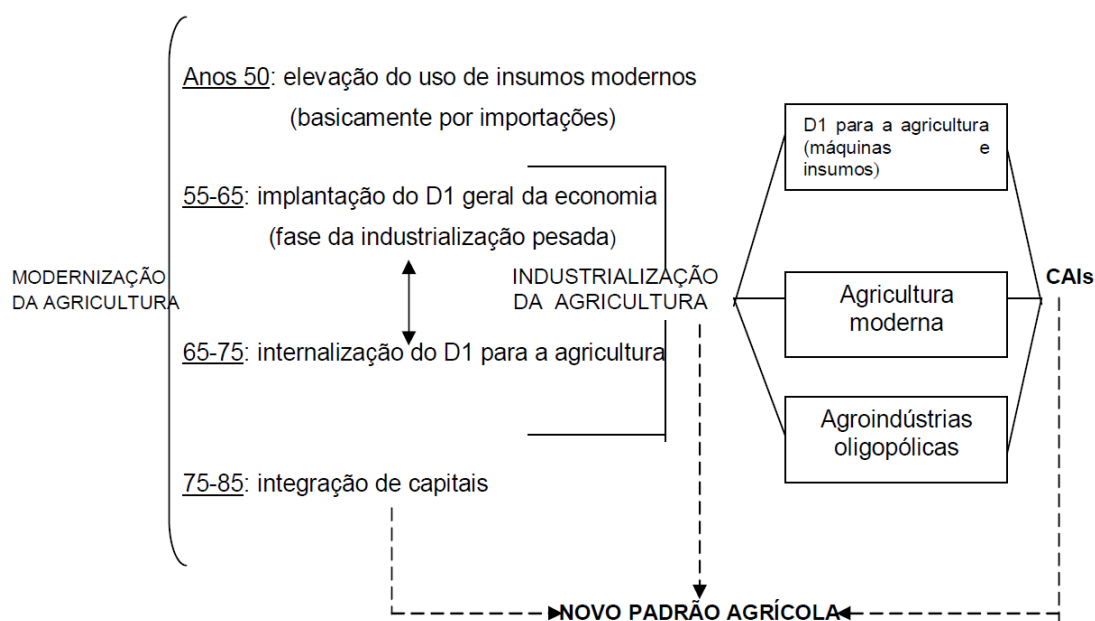 Anos 50: elevação do uso de insumos modernos
(basicamente por importações)
55-65: implantação do D1 geral da economia
(fase da industrialização pesada)
MODERNIZAÇÃO
DA AGRICULTURA
65-75: internalização do D1 para a agricultura
75-85: integração de capitais
INDUSTRIALIZAÇÃO
DA AGRICULTURA
D1 para a agricultura
(máquinas e
insumos)
Agricultura
moderna
Agroindústrias
oligopólicas
CAIs
NOVO PADRÃO AGRÍCOLA